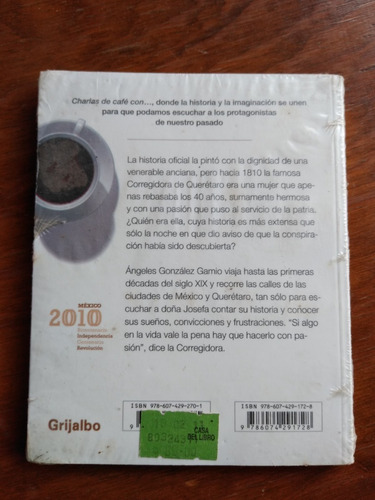 Charlas de café con..., donde la historia y la imaginación se unen
para que podamos escuchar a los protagonistas
de nuestro pasado
La historia oficial la pintó con la dignidad de una
venerable anciana, pero hacia 1810 la famosa
Corregidora de Querétaro era una mujer que ape-
nas rebasaba los 40 años, sumamente hermosa
y con una pasión que puso al servicio de la patria.
¿Quién era ella, cuya historia es más extensa que
sólo la noche en que dio aviso de que la conspira-
ción había sido descubierta?
Ángeles González Gamio viaja hasta las primeras
décadas del siglo XIX y recorre las calles de las
ciudades de México y Querétaro, tan sólo para es-
cuchar a doña Josefa contar su historia y conocer
sus sueños, convicciones y frustraciones. "Si algo
en la vida vale la pena hay que hacerlo con pa-
sión", dice la Corregidora.
MÉXICO
2010
Independencia
Revolución
ISBN 978-607-429-270-1
ISBN 978-607-429-172-8
9 786074 291728
CASA
DEL LIBRO
Grijalbo